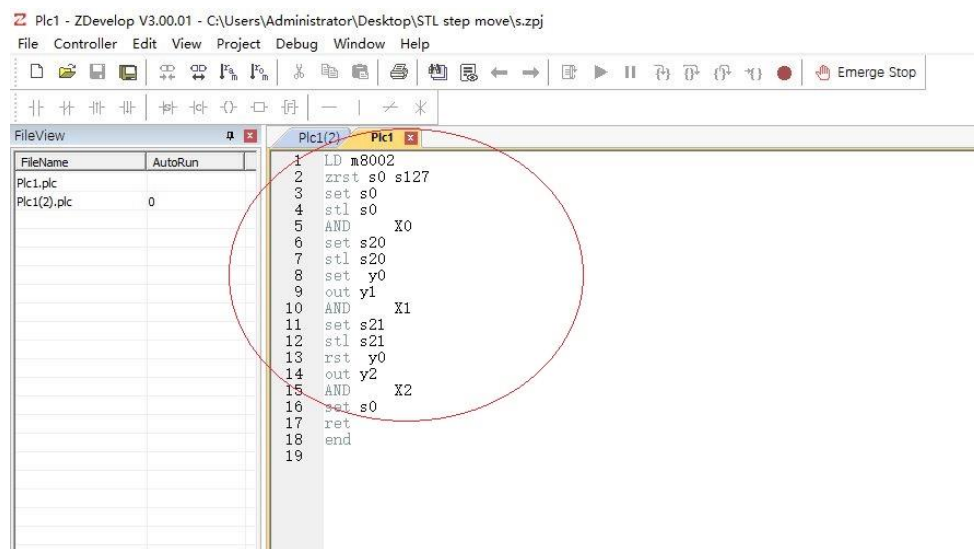 Z Plc1 - ZDevelop V3.00.01 - C:\Users\Administrator\Desktop\STL step move\s.zpj
File Controller Edit View Project Debug Window Help
Emerge Stop
FileView
Plc1(2) Plc1
FileName AutoRun
Plc1.plc
Plc1(2).plc 0
1 LD m8002
2 zrst s0 s127
3 set s0
4 stl s0
5 AND X0
6 set s20
7 stl s20
8 set y0
9 out y1
10 AND X1
11 set s21
12 stl s21
13 rst y0
14 out y2
15 AND X2
16 set s0
17 ret
18 end
19